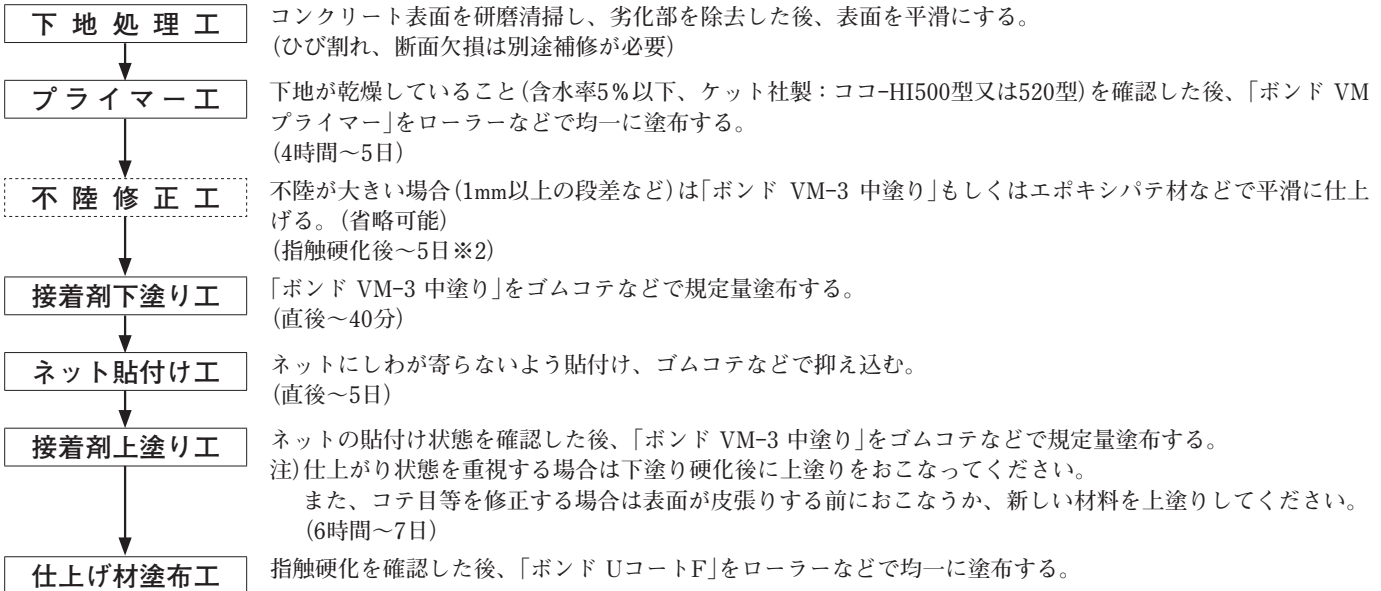 下地処理工
コンクリート表面を研磨清掃し、劣化部を除去した後、表面を平滑にする。
(ひび割れ、断面欠損は別途補修が必要)
プライマー工
下地が乾燥していること(含水率5%以下、ケット社製：ココ-HI500型又は520型)を確認した後、「ボンド VM
プライマー」をローラーなどで均一に塗布する。
(4時間～5日)
不陸修正工
不陸が大きい場合(1mm以上の段差など)は「ボンド VM-3 中塗り」もしくはエポキシパテ材などで平滑に仕上
げる。(省略可能)
(指触硬化後～5日※2)
接着剤下塗り工
「ボンド VM-3 中塗り」をゴムコテなどで規定量塗布する。
(直後～40分)
ネット貼付け工
ネットにしわが寄らないよう貼付け、ゴムコテなどで抑え込む。
(直後～5日)
接着剤上塗り工
ネットの貼付け状態を確認した後、「ボンド VM-3 中塗り」をゴムコテなどで規定量塗布する。
注)仕上がり状態を重視する場合は下塗り硬化後に上塗りをおこなってください。
また、コテ目等を修正する場合は表面が皮張りする前におこなうか、新しい材料を上塗りしてください。
(6時間～7日)
仕上げ材塗布工
指触硬化を確認した後、「ボンド UコートF」をローラーなどで均一に塗布する。